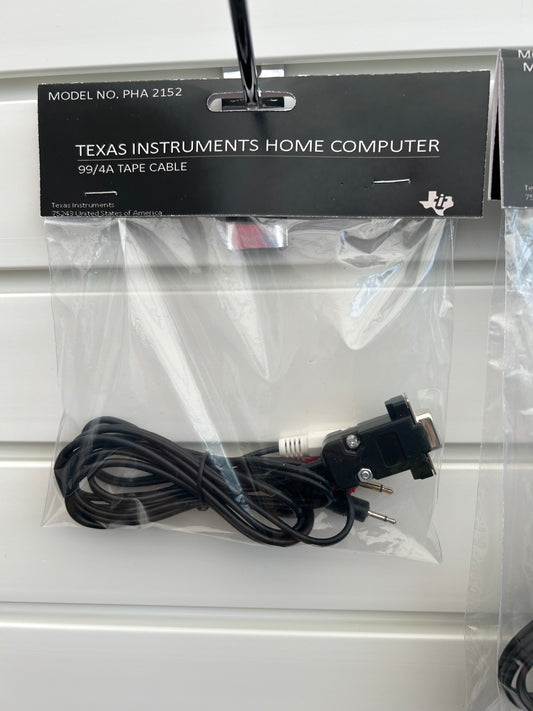 MODEL NO. PHA 2152
TEXAS INSTRUMENTS HOME COMPUTER
99/4A TAPE CABLE
Texas Instruments
75243 United States of America